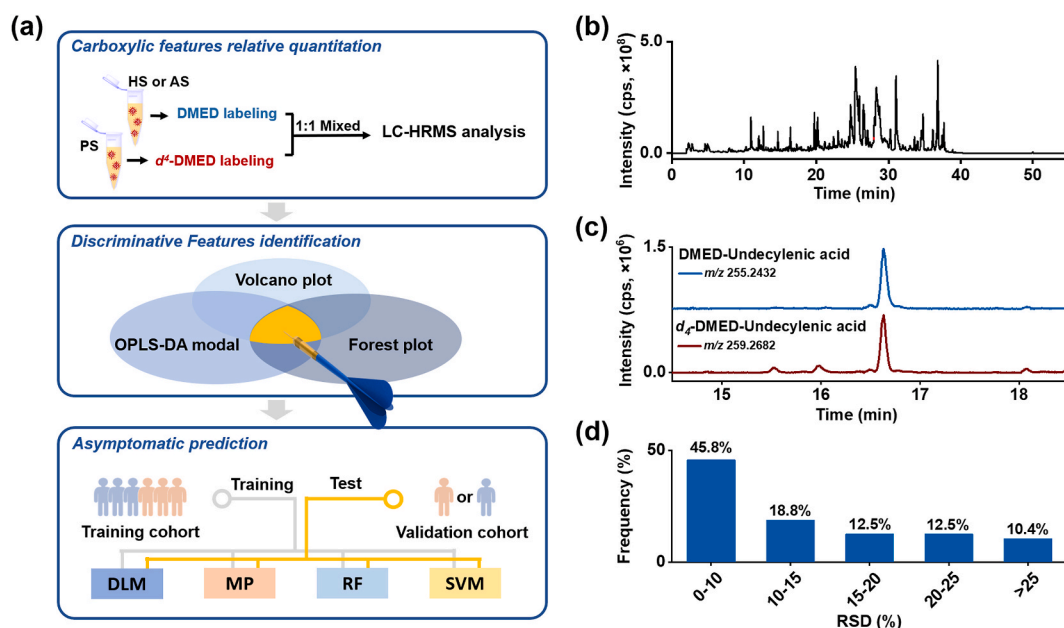 (a)
Carboxylic features relative quantitation
HS or AS
DMED labeling
PS
d⁴-DMED labeling
1:1 Mixed
LC-HRMS analysis
Discriminative Features identification
Volcano plot
OPLS-DA modal
Forest plot
Asymptomatic prediction
Training
Test
or
Training cohort
Validation cohort
DLM
MP
RF
SVM
(b)
Intensity (cps, ×10⁸)
5.0
0.0
0 10 20 30 40 50
Time (min)
(c)
Intensity (cps, ×10⁶)
1.5
0.0
DMED-Undecylenic acid
m/z 255.2432
d₄-DMED-Undecylenic acid
m/z 259.2682
15 16 17 18
Time (min)
(d)
Frequency (%)
50
0
45.8%
18.8%
12.5%
12.5%
10.4%
0-10
10-15
15-20
20-25
>25
RSD (%)